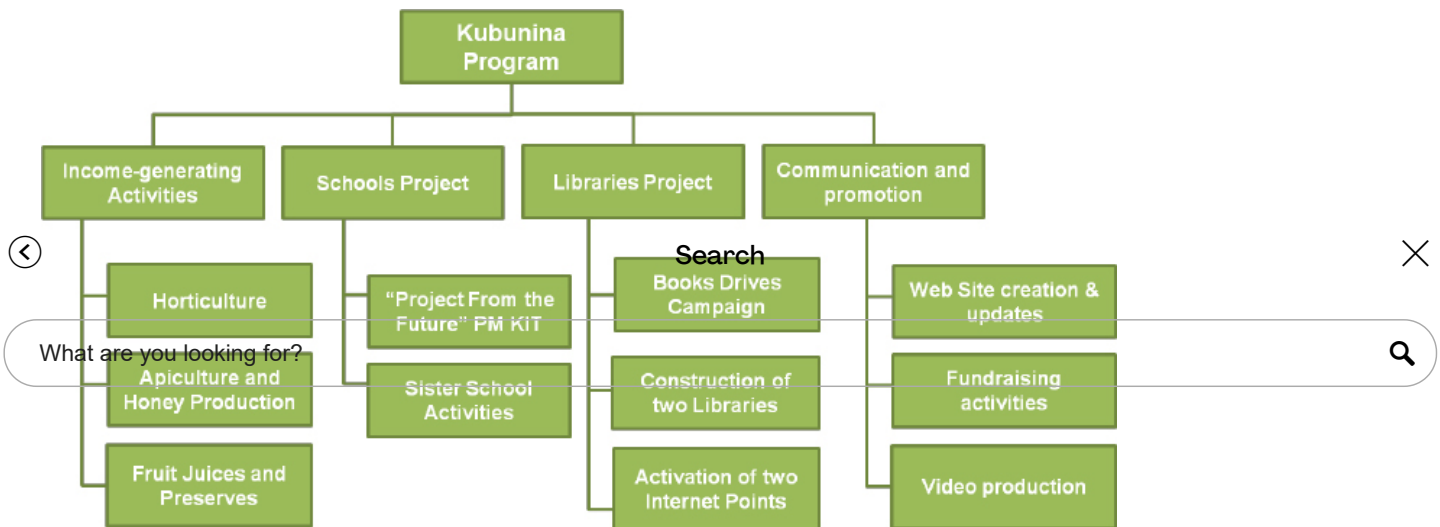 Kubunina
Program
Income-generating
Activities
Schools Project
Libraries Project
Communication and
promotion
Search
Horticulture
Apiculture and
Honey Production
Fruit Juices and
Preserves
“Project From the
Future” PM KiT
Sister School
Activities
Books Drives
Campaign
Construction of
two Libraries
Activation of two
Internet Points
Web Site creation &
updates
Fundraising
activities
Video production
What are you looking for?